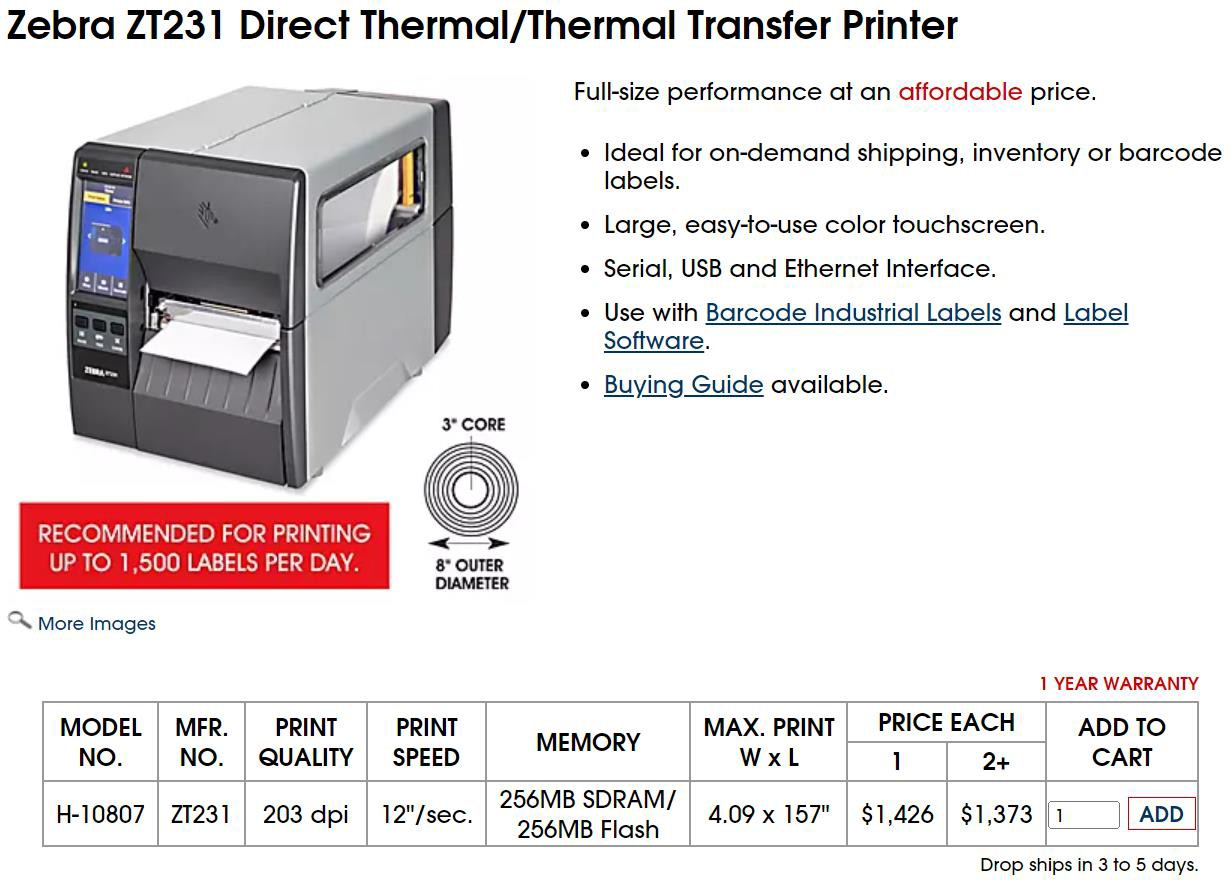 Zebra ZT231 Direct Thermal/Thermal Transfer Printer
Full-size performance at an affordable price.
• Ideal for on-demand shipping, inventory or barcode
labels.
• Large, easy-to-use color touchscreen.
• Serial, USB and Ethernet Interface.
• Use with Barcode Industrial Labels and Label
Software.
• Buying Guide available.
ZEBRA
3" CORE
8" OUTER
DIAMETER
RECOMMENDED FOR PRINTING
UP TO 1,500 LABELS PER DAY.
More Images
1 YEAR WARRANTY
MODEL NO. MFR. NO. PRINT QUALITY PRINT SPEED MEMORY MAX. PRINT W x L PRICE EACH ADD TO CART
1 2+
H-10807 ZT231 203 dpi 12"/sec. 256MB SDRAM/ 256MB Flash 4.09 x 157" $1,426 $1,373 1 ADD
Drop ships in 3 to 5 days.